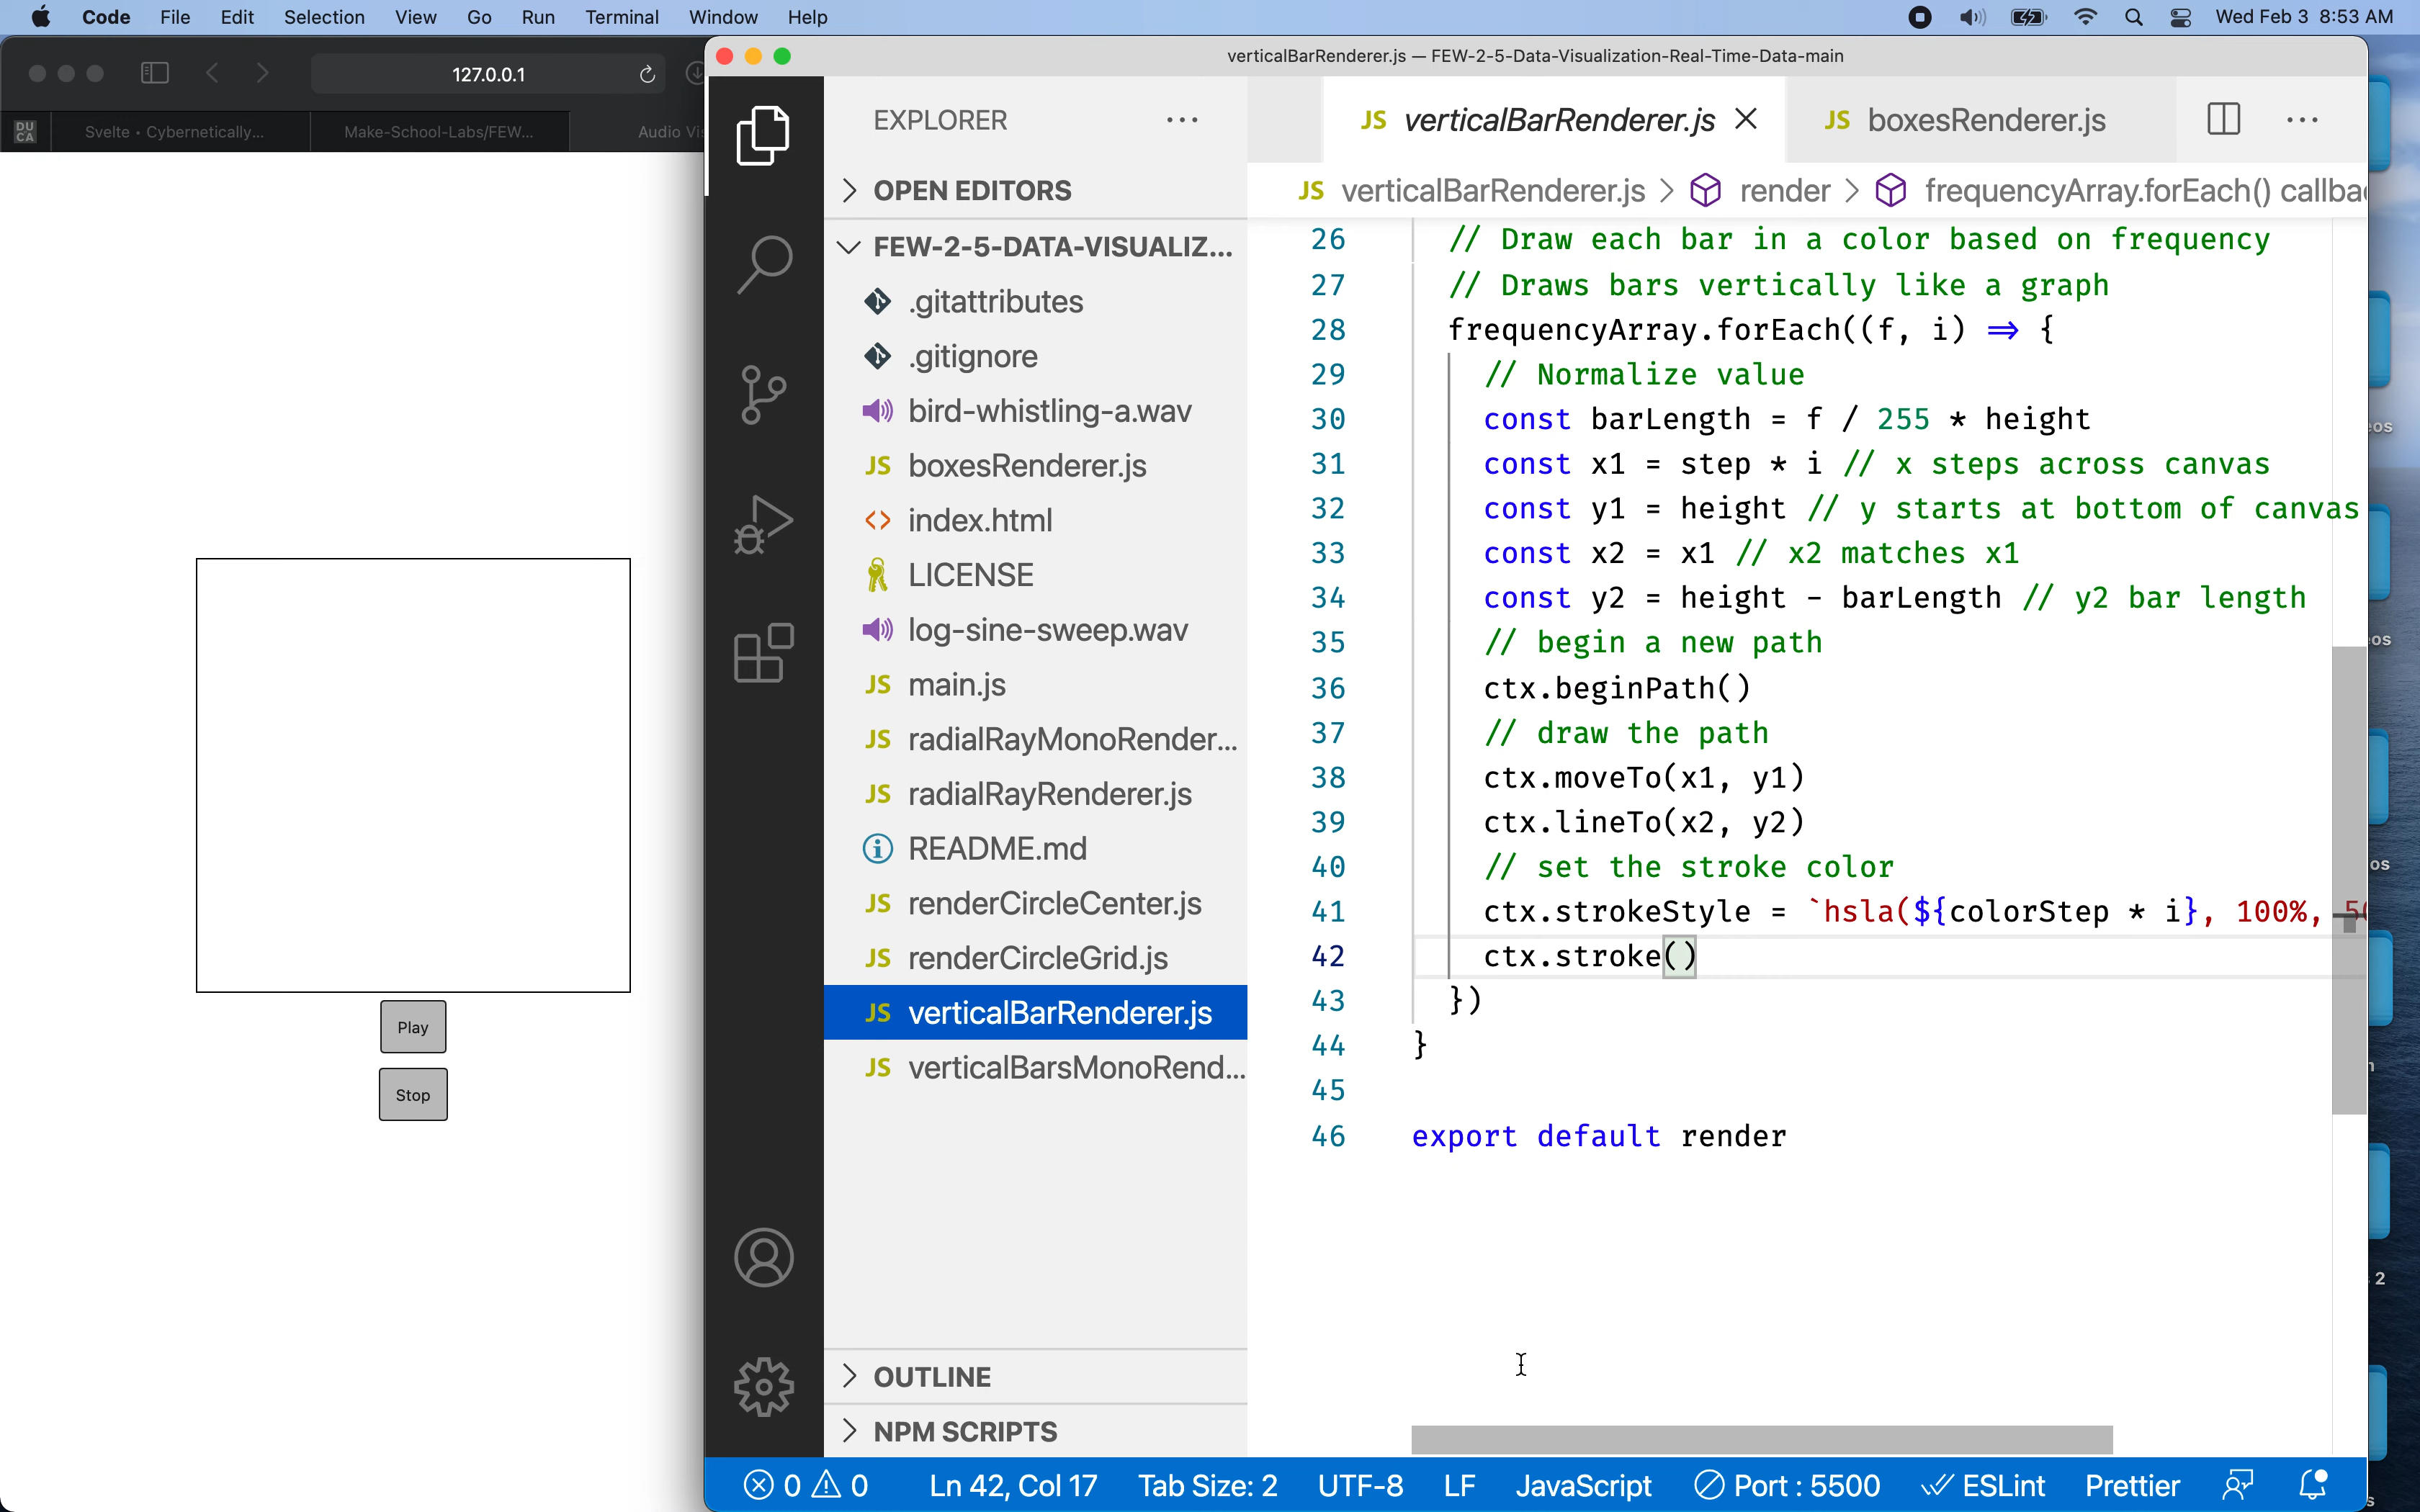 Code File Edit Selection View Go Run Terminal Window Help
Wed Feb 3 8:53 AM
127.0.0.1
DU CA
Svelte • Cybernetically...
Make-School-Labs/FEW...
Audio Vis
Play
Stop
verticalBarRenderer.js — FEW-2-5-Data-Visualization-Real-Time-Data-main
EXPLORER
OPEN EDITORS
FEW-2-5-DATA-VISUALIZ...
.gitattributes
.gitignore
bird-whistling-a.wav
JS boxesRenderer.js
<> index.html
LICENSE
log-sine-sweep.wav
JS main.js
JS radialRayMonoRender...
JS radialRayRenderer.js
README.md
JS renderCircleCenter.js
JS renderCircleGrid.js
JS verticalBarRenderer.js
JS verticalBarsMonoRend...
OUTLINE
NPM SCRIPTS
JS verticalBarRenderer.js
JS boxesRenderer.js
JS verticalBarRenderer.js > render > frequencyArray.forEach() callba
26 // Draw each bar in a color based on frequency
27 // Draws bars vertically like a graph
28 frequencyArray.forEach((f, i) => {
29 // Normalize value
30 const barLength = f / 255 * height
31 const x1 = step * i // x steps across canvas
32 const y1 = height // y starts at bottom of canvas
33 const x2 = x1 // x2 matches x1
34 const y2 = height - barLength // y2 bar length
35 // begin a new path
36 ctx.beginPath()
37 // draw the path
38 ctx.moveTo(x1, y1)
39 ctx.lineTo(x2, y2)
40 // set the stroke color
41 ctx.strokeStyle = `hsla(${colorStep * i}, 100%, 50
42 ctx.stroke()
43 })
44 }
45
46 export default render
0 0 Ln 42, Col 17 Tab Size: 2 UTF-8 LF JavaScript Port : 5500 ESLint Prettier
os
os
os
2